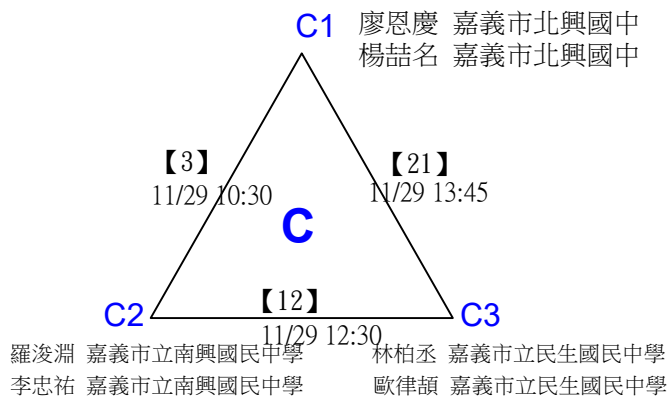 C1 廖恩慶 嘉義市北興國中
楊喆名 嘉義市北興國中
【3】 【21】
11/29 10:30 11/29 13:45
C
【12】
C2 C3
11/29 12:30
羅浚淵 嘉義市立南興國民中學 林柏丞 嘉義市立民生國民中學
李忠祐 嘉義市立南興國民中學 歐律頡 嘉義市立民生國民中學